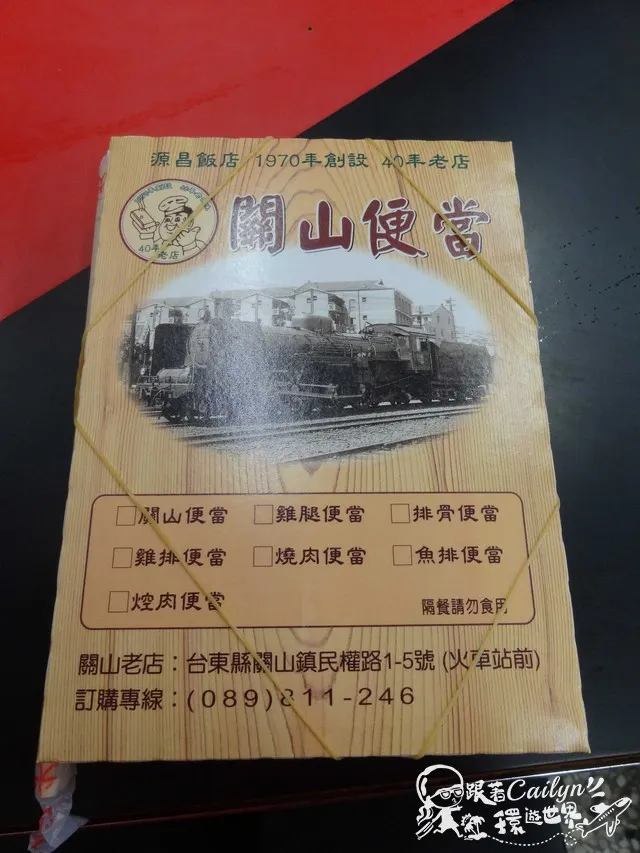 源昌飯店 1970年創設 40年老店
40年
老店
關山便當
□關山便當 □雞腿便當 □排骨便當
□雞排便當 □燒肉便當 □魚排便當
□焢肉便當 隔餐請勿食用
關山老店：台東縣關山鎮民權路1-5號 (火車站前)
訂購專線：(089)811-246
跟著Cailyn
環遊世界